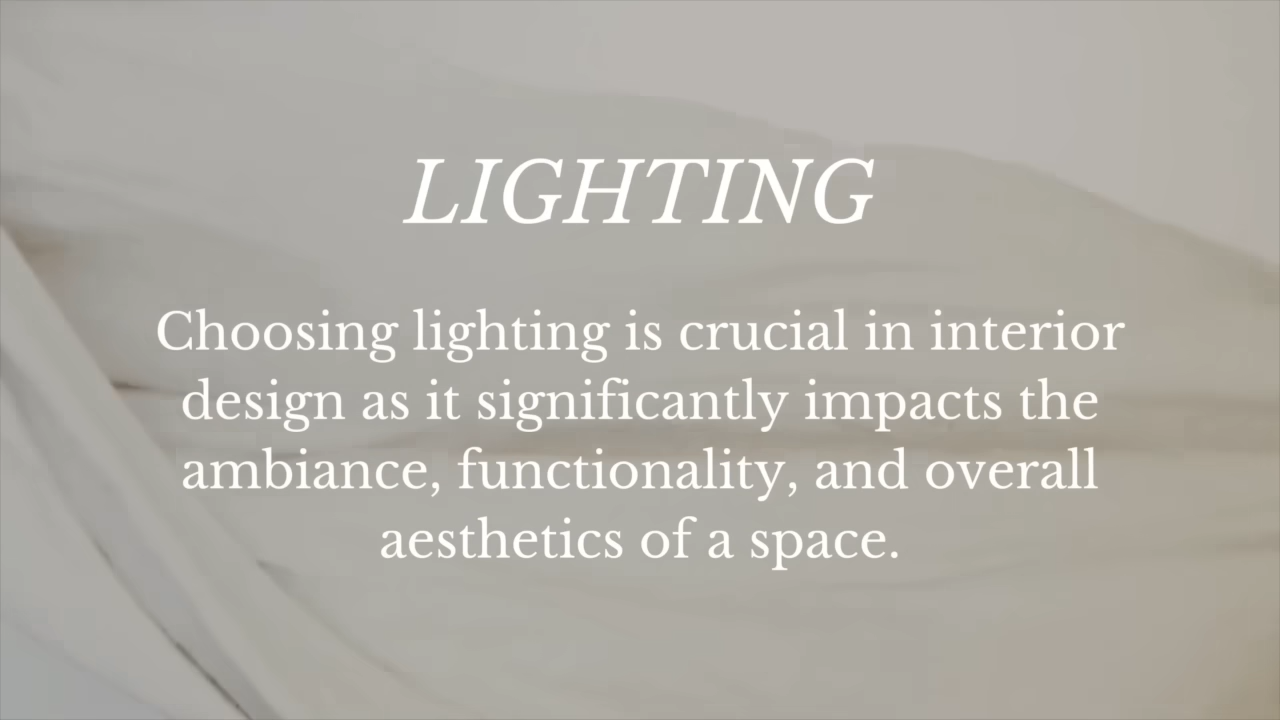 LIGHTING
Choosing lighting is crucial in interior
design as it significantly impacts the
ambiance, functionality, and overall
aesthetics of a space.